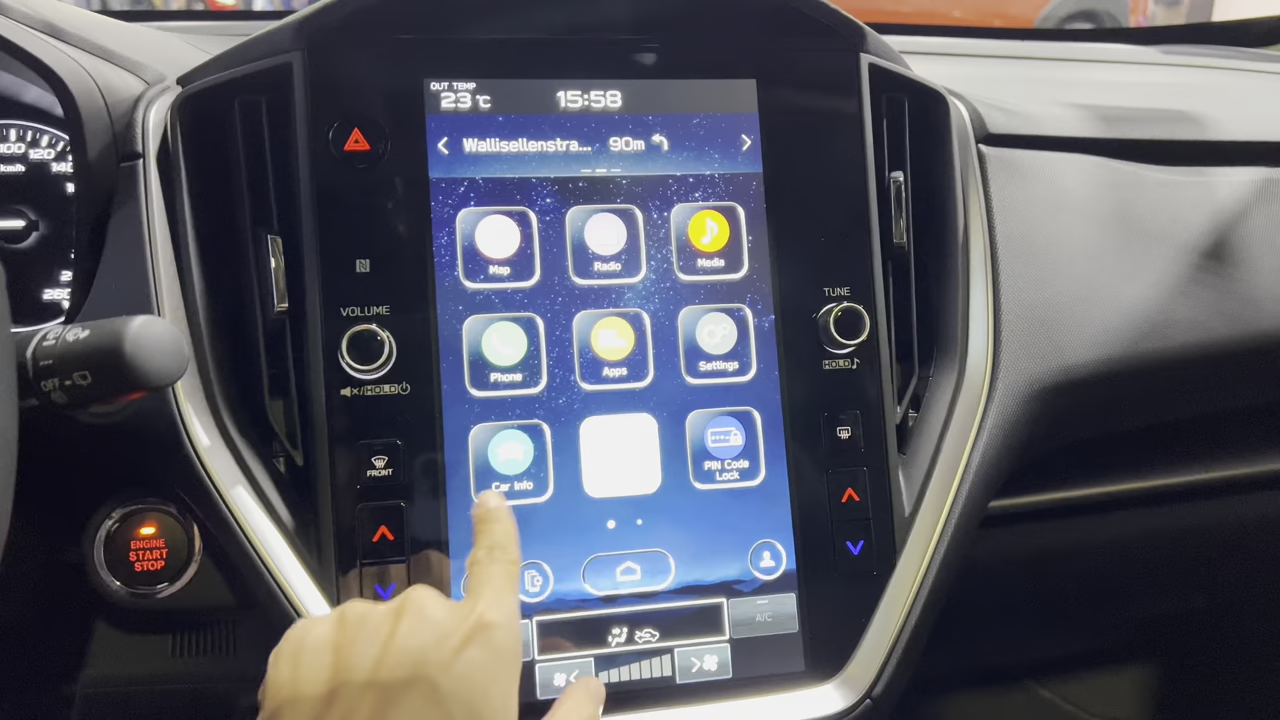 OUT TEMP
23 °C
15:58
Wallisellenstra... 90m
100
120
140
km/h
260
Map
Radio
Media
VOLUME
TUNE
HOLD
Phone
Apps
Settings
HOLD
OFF
Car Info
PIN Code
Lock
FRONT
ENGINE
START
STOP
A/C